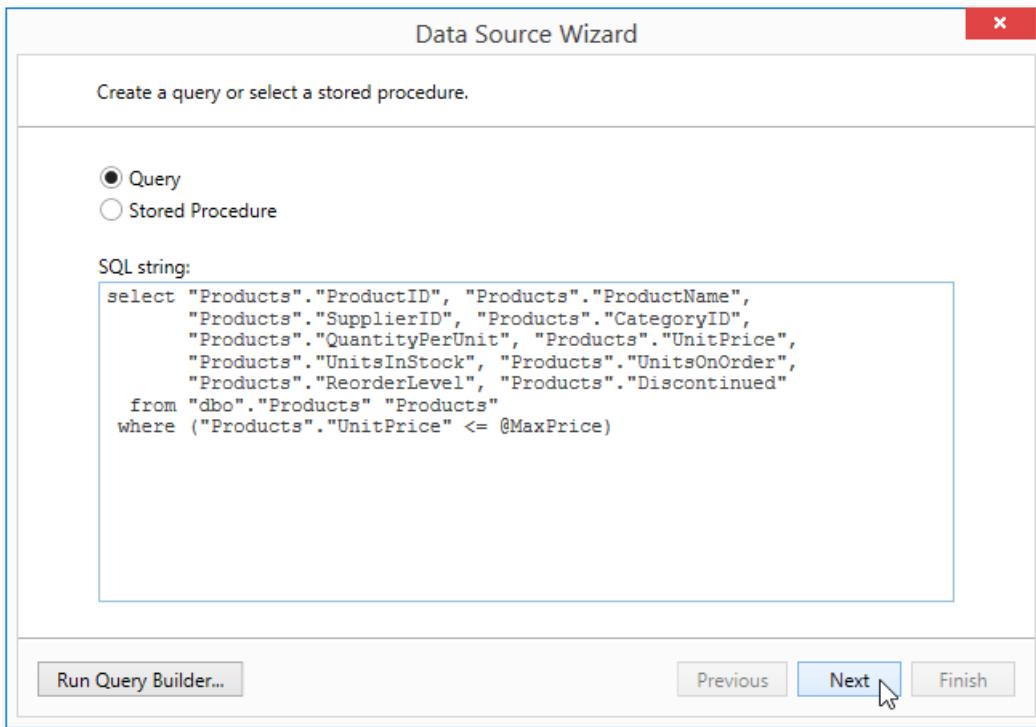 Data Source Wizard
Create a query or select a stored procedure.
Query
Stored Procedure
SQL string:
select "Products"."ProductID", "Products"."ProductName",
"Products"."SupplierID", "Products"."CategoryID",
"Products"."QuantityPerUnit", "Products"."UnitPrice",
"Products"."UnitsInStock", "Products"."UnitsOnOrder",
"Products"."ReorderLevel", "Products"."Discontinued"
from "dbo"."Products" "Products"
where ("Products"."UnitPrice" <= @MaxPrice)
Run Query Builder... Previous Next Finish